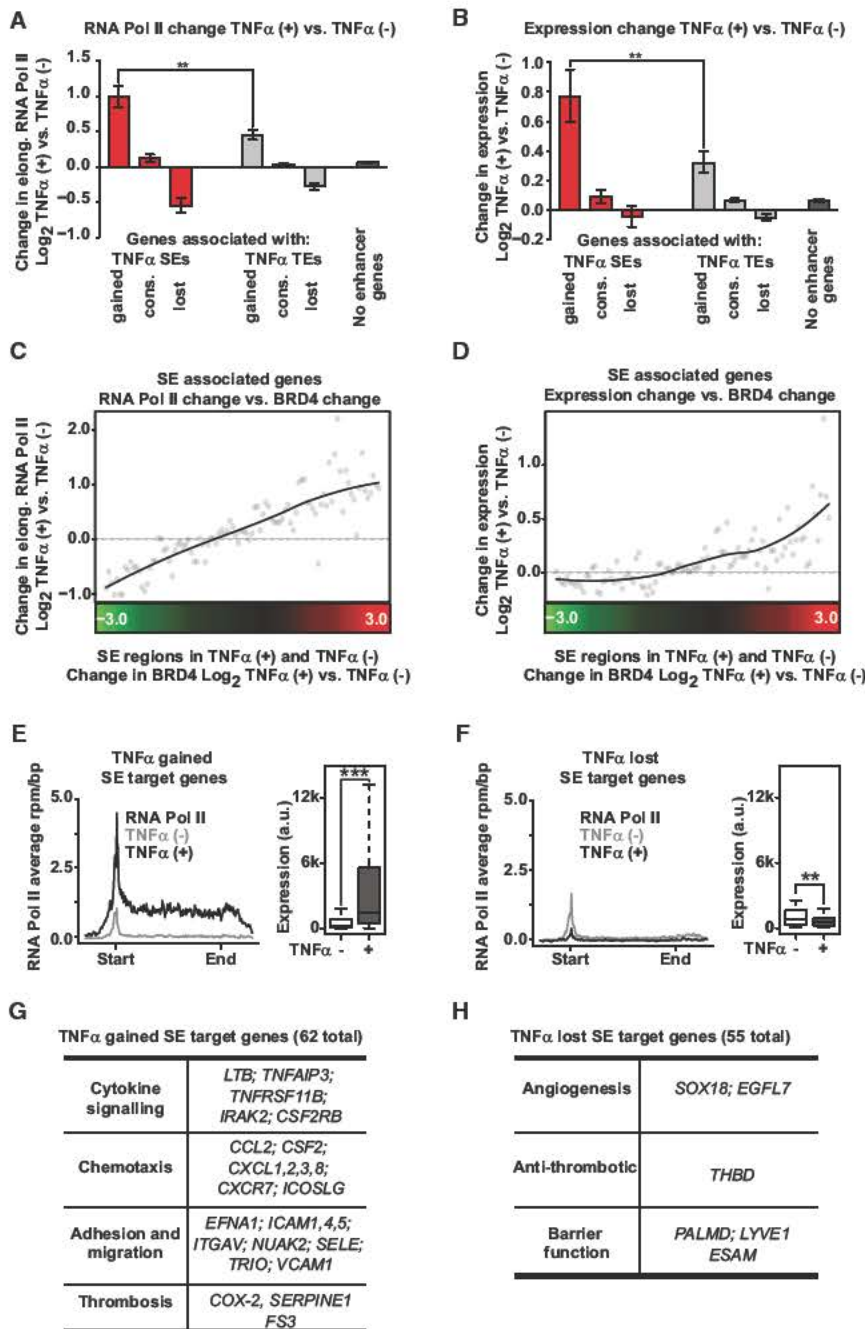 A
RNA Pol II change TNFα (+) vs. TNFα (-)
Change in elong. RNA Pol II
Log2 TNFα (+) vs. TNFα (-)
1.5
1.0
0.5
0.0
−0.5
−1.0
**
Genes associated with:
TNFα SEs
TNFα TEs
gained
cons.
lost
gained
cons.
lost
No enhancer
genes
B
Expression change TNFα (+) vs. TNFα (-)
Change in expression
Log2 TNFα (+) vs. TNFα (-)
1.0
0.8
0.6
0.4
0.2
0.0
−0.2
**
Genes associated with:
TNFα SEs
TNFα TEs
gained
cons.
lost
gained
cons.
lost
No enhancer
genes
C
SE associated genes
RNA Pol II change vs. BRD4 change
Change in elong. RNA Pol II
Log2 TNFα (+) vs. TNFα (-)
2.0
1.0
0.0
−1.0
−3.0
3.0
SE regions in TNFα (+) and TNFα (-)
Change in BRD4 Log2 TNFα (+) vs. TNFα (-)
D
SE associated genes
Expression change vs. BRD4 change
Change in expression
Log2 TNFα (+) vs. TNFα (-)
1.0
0.5
0.0
−3.0
3.0
SE regions in TNFα (+) and TNFα (-)
Change in BRD4 Log2 TNFα (+) vs. TNFα (-)
E
TNFα gained
SE target genes
RNA Pol II average rpm/bp
5.0
2.5
0.0
RNA Pol II
TNFα (-)
TNFα (+)
Start
End
Expression (a.u.)
12k
6k
0
***
TNFα - +
F
TNFα lost
SE target genes
RNA Pol II average rpm/bp
5.0
2.5
0.0
RNA Pol II
TNFα (-)
TNFα (+)
Start
End
Expression (a.u.)
12k
6k
0
**
TNFα - +
G
TNFα gained SE target genes (62 total)
Cytokine
signalling
LTB; TNFAIP3;
TNFRSF11B;
IRAK2; CSF2RB
Chemotaxis
CCL2; CSF2;
CXCL1,2,3,8;
CXCR7; ICOSLG
Adhesion and
migration
EFNA1; ICAM1,4,5;
ITGAV; NUAK2; SELE;
TRIO; VCAM1
Thrombosis
COX-2, SERPINE1
FS3
H
TNFα lost SE target genes (55 total)
Angiogenesis
SOX18; EGFL7
Anti-thrombotic
THBD
Barrier
function
PALMD; LYVE1
ESAM